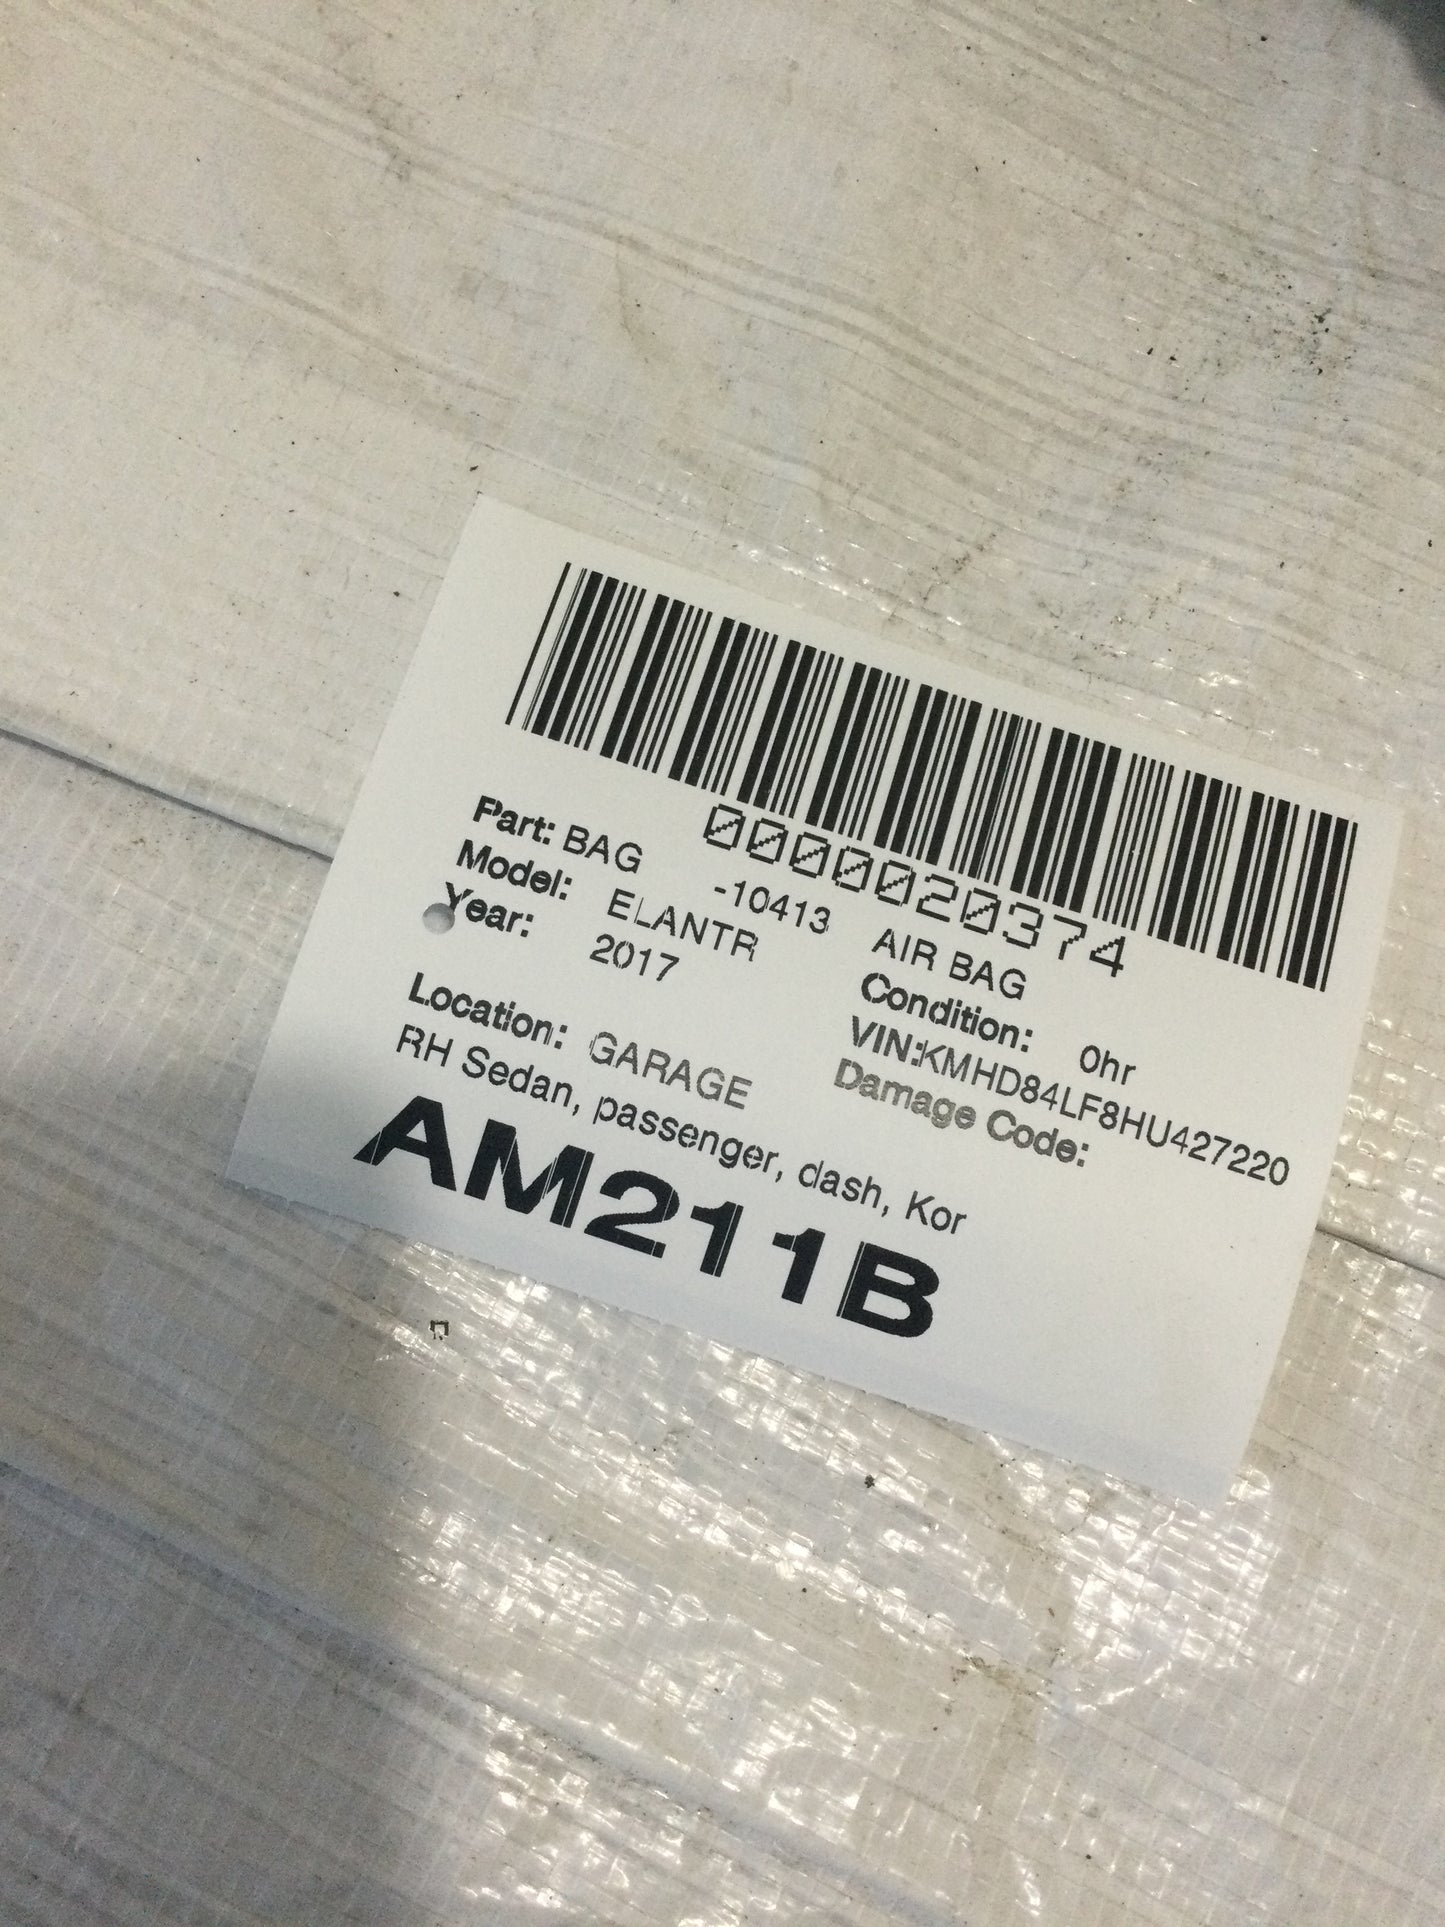 0000020374
Part: BAG -10413 AIR BAG
Model: ELANTR Condition: 0hr
Year: 2017 VIN:KMHD84LF8HU427220
Damage Code:
Location: GARAGE
RH Sedan, passenger, dash, Kor
AM211B